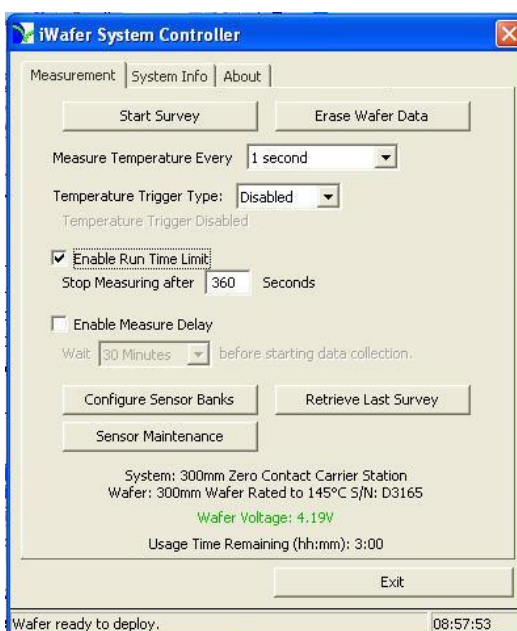 iWafer System Controller
Measurement System Info About
Start Survey Erase Wafer Data
Measure Temperature Every 1 second
Temperature Trigger Type: Disabled
Temperature Trigger Disabled
Enable Run Time Limit
Stop Measuring after 360 Seconds
Enable Measure Delay
Wait 30 Minutes before starting data collection.
Configure Sensor Banks Retrieve Last Survey
Sensor Maintenance
System: 300mm Zero Contact Carrier Station
Wafer: 300mm Wafer Rated to 145°C S/N: D3165
Wafer Voltage: 4.19V
Usage Time Remaining (hh:mm): 3:00
Exit
Wafer ready to deploy. 08:57:53